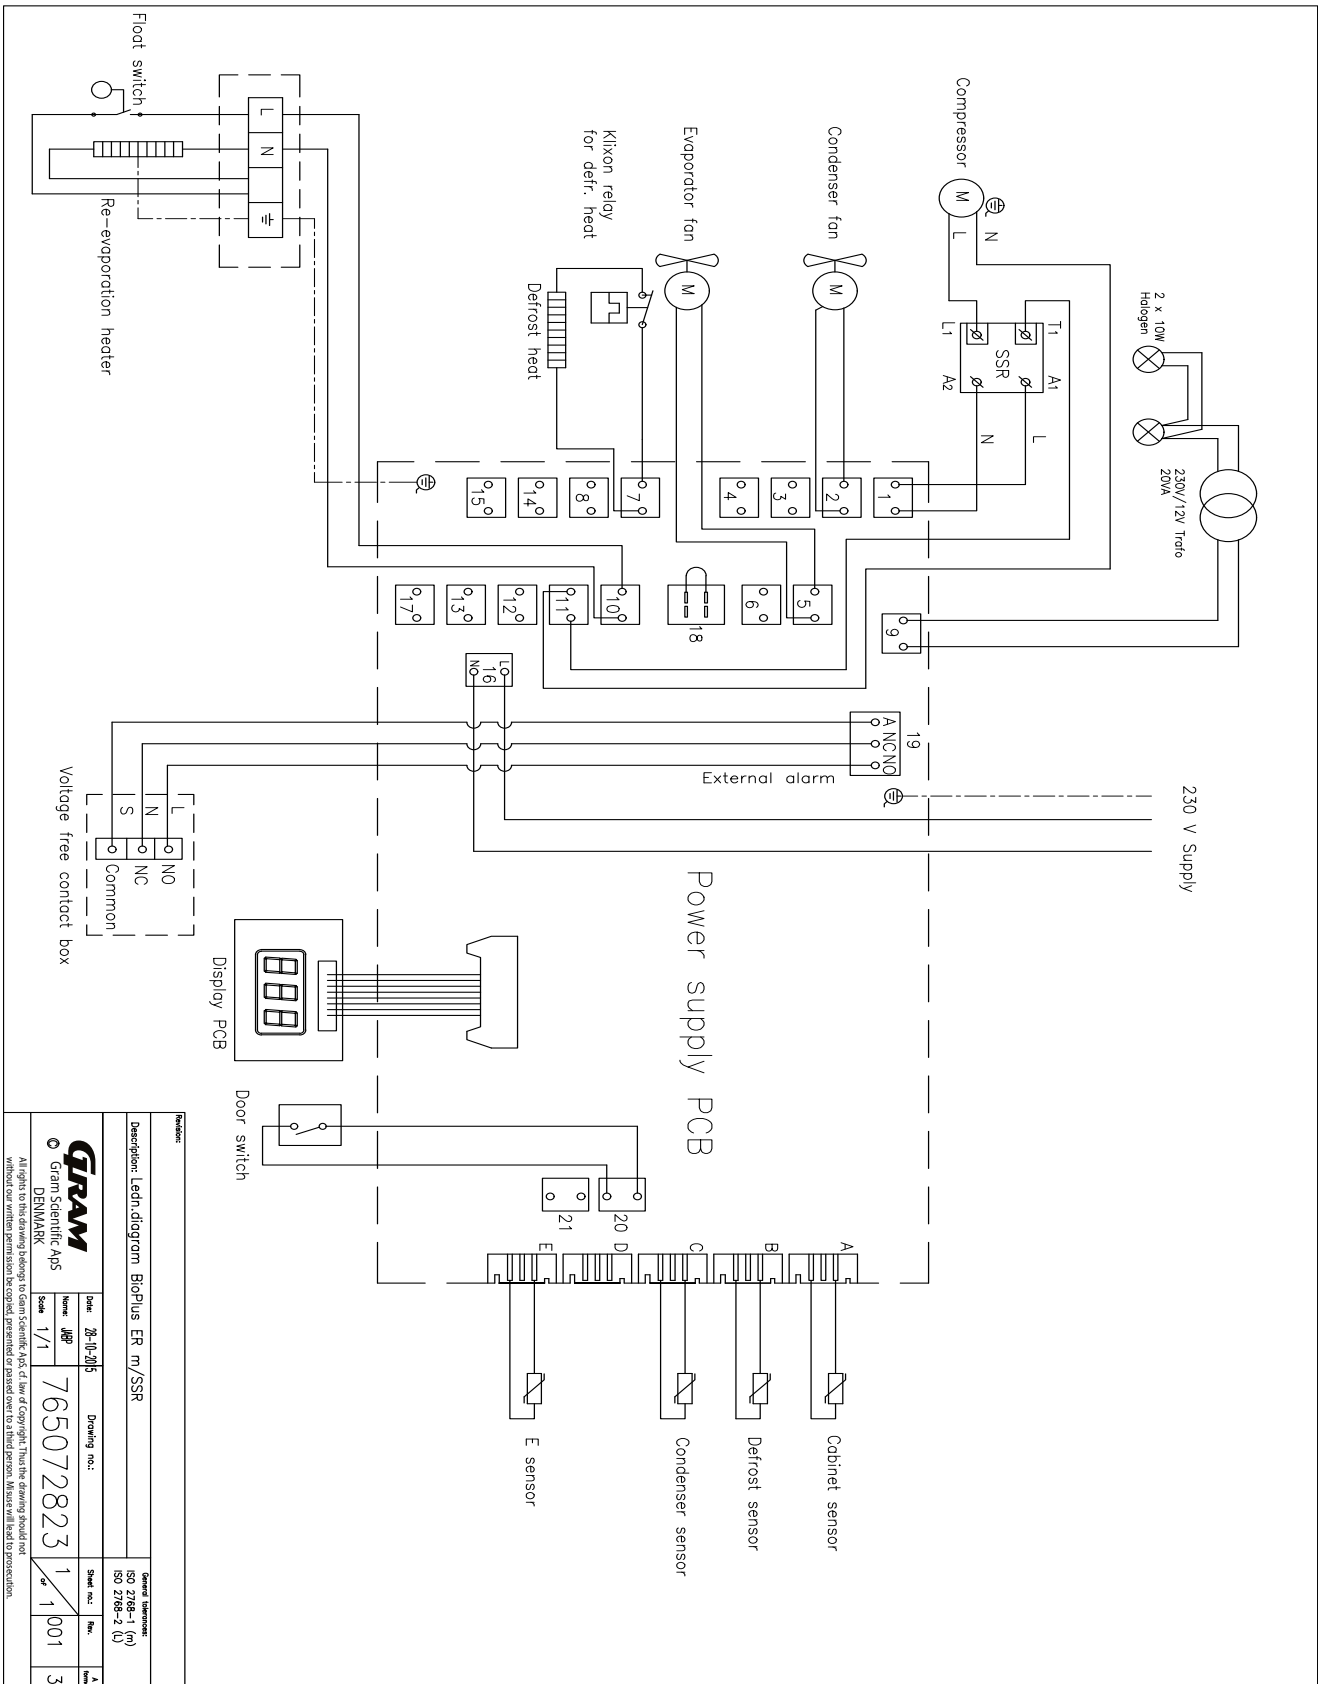 2 x 10W
Halogen
230V/12V Trafo
20VA
230 V Supply
Compressor
M
N
L
T1
L1
SSR
A1
A2
L
N
Condenser fan
M
Evaporator fan
M
Klixon relay
for defr. heat
Defrost heat
Float switch
L
N
Re-evaporation heater
1
2
3
4
7
8
14
15
9
5
6
18
11
10
12
13
17
L
16
N
19
A NC NO
External alarm
L
N
S
NO
NC
Common
Voltage free contact box
Power supply PCB
Display PCB
Door switch
20
21
A
B
C
D
E
Cabinet sensor
Defrost sensor
Condenser sensor
E sensor
Revision:
Description: Ledn.diagram BioPlus ER m/SSR
General tolerances:
ISO 2768-1 (m)
ISO 2768-2 (L)
GRAM
© Gram Scientific ApS
DENMARK
Date: 28-10-2015
Name: JABP
Scale 1/1
Drawing no.:
765072823
Sheet no.:
1 OF 1
Rev.
001
A
3
All rights to this drawing belongs to Gram Scientific ApS, cf. law of Copyright. Thus the drawing should not
without our written permission be copied, presented or passed over to a third person. Misuse will lead to prosecution.